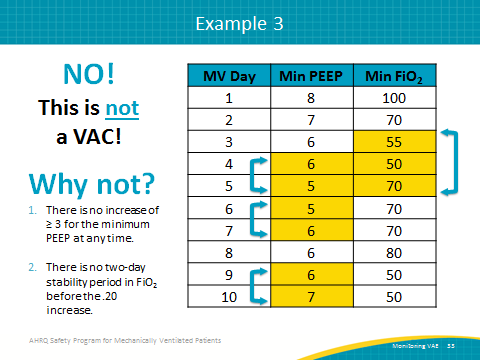 Example 3
NO!
This is not
a VAC!
Why not?
1. There is no increase of
≥ 3 for the minimum
PEEP at any time.
2. There is no two-day
stability period in FiO₂
before the .20
increase.
MV Day Min PEEP Min FiO₂
1 8 100
2 7 70
3 6 55
4 6 50
5 5 70
6 5 70
7 6 70
8 6 80
9 6 50
10 7 50
AHRQ Safety Program for Mechanically Ventilated Patients
Monitoring VAE 33